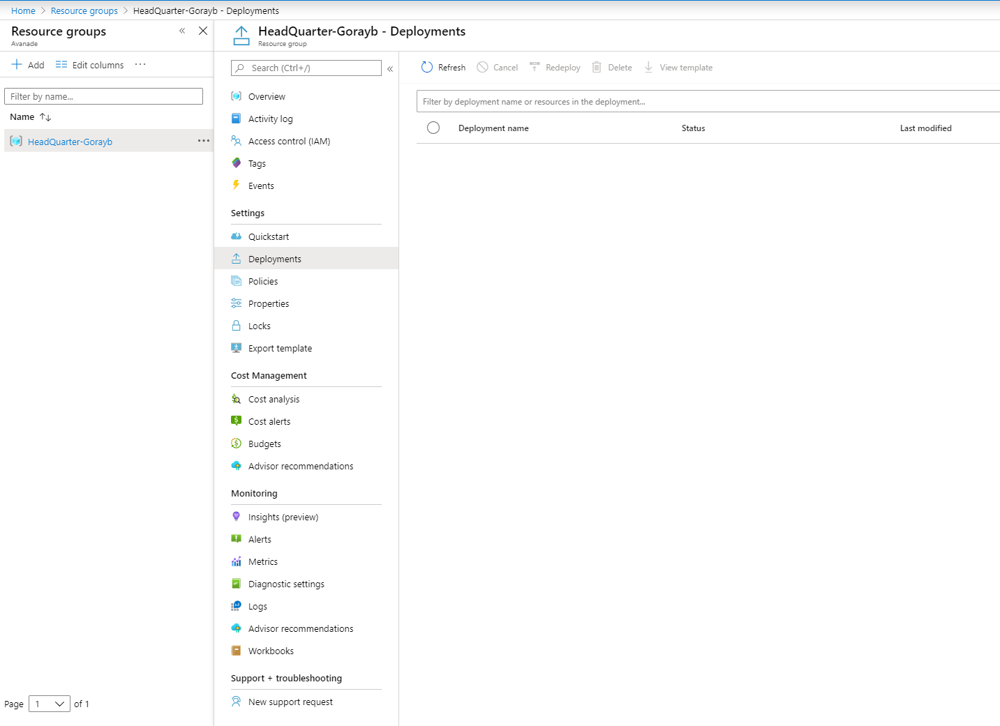 Home > Resource groups > HeadQuarter-Gorayb - Deployments
Resource groups
Avanade
Add Edit columns ...
Filter by name...
Name
HeadQuarter-Gorayb ...
Page 1 of 1
HeadQuarter-Gorayb - Deployments
Resource group
Search (Ctrl+/)
Overview
Activity log
Access control (IAM)
Tags
Events
Settings
Quickstart
Deployments
Policies
Properties
Locks
Export template
Cost Management
Cost analysis
Cost alerts
Budgets
Advisor recommendations
Monitoring
Insights (preview)
Alerts
Metrics
Diagnostic settings
Logs
Advisor recommendations
Workbooks
Support + troubleshooting
New support request
Refresh Cancel Redeploy Delete View template
Filter by deployment name or resources in the deployment...
Deployment name Status Last modified